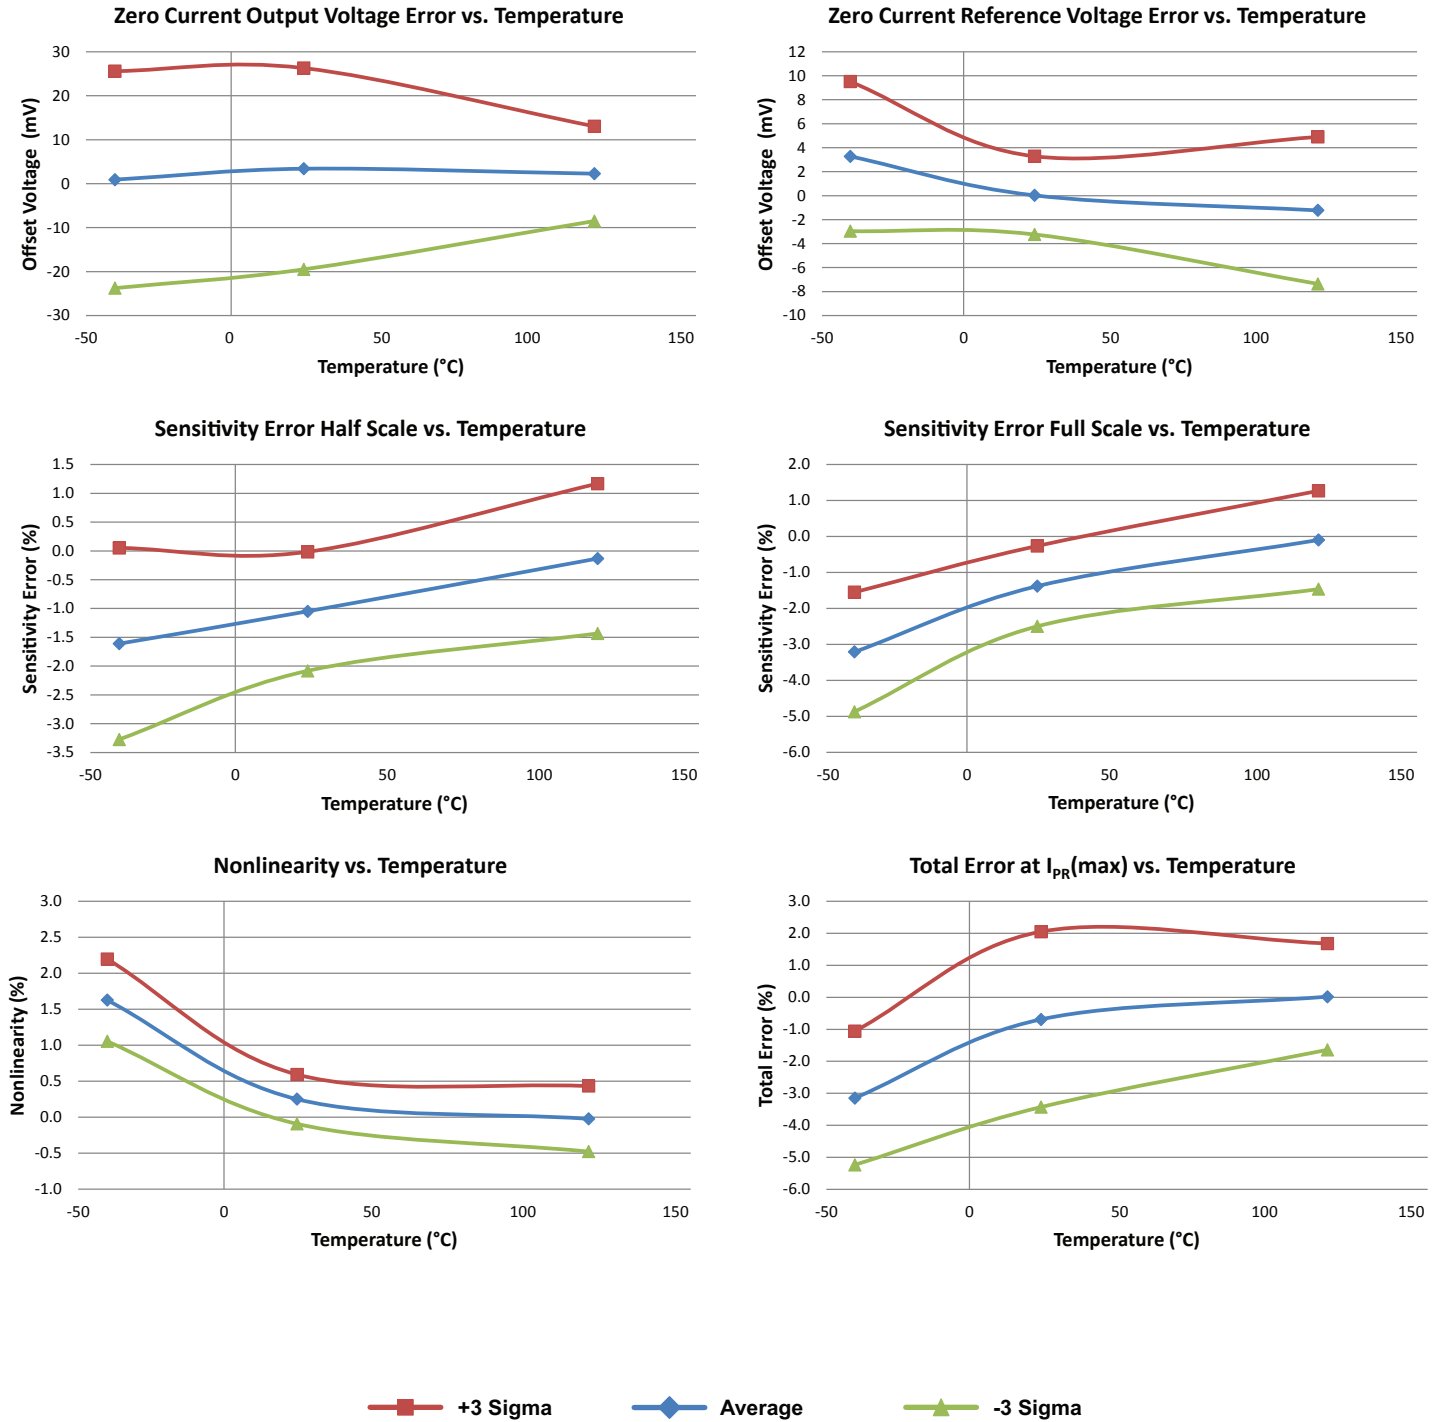 Zero Current Output Voltage Error vs. Temperature
30
20
10
0
-10
-20
-30
Offset Voltage (mV)
-50 0 50 100 150
Temperature (°C)
Zero Current Reference Voltage Error vs. Temperature
12
10
8
6
4
2
0
-2
-4
-6
-8
-10
Offset Voltage (mV)
-50 0 50 100 150
Temperature (°C)
Sensitivity Error Half Scale vs. Temperature
1.5
1.0
0.5
0.0
-0.5
-1.0
-1.5
-2.0
-2.5
-3.0
-3.5
Sensitivity Error (%)
-50 0 50 100 150
Temperature (°C)
Sensitivity Error Full Scale vs. Temperature
2.0
1.0
0.0
-1.0
-2.0
-3.0
-4.0
-5.0
-6.0
Sensitivity Error (%)
-50 0 50 100 150
Temperature (°C)
Nonlinearity vs. Temperature
3.0
2.5
2.0
1.5
1.0
0.5
0.0
-0.5
-1.0
Nonlinearity (%)
-50 0 50 100 150
Temperature (°C)
Total Error at IPR(max) vs. Temperature
3.0
2.0
1.0
0.0
-1.0
-2.0
-3.0
-4.0
-5.0
-6.0
Total Error (%)
-50 0 50 100 150
Temperature (°C)
+3 Sigma Average -3 Sigma